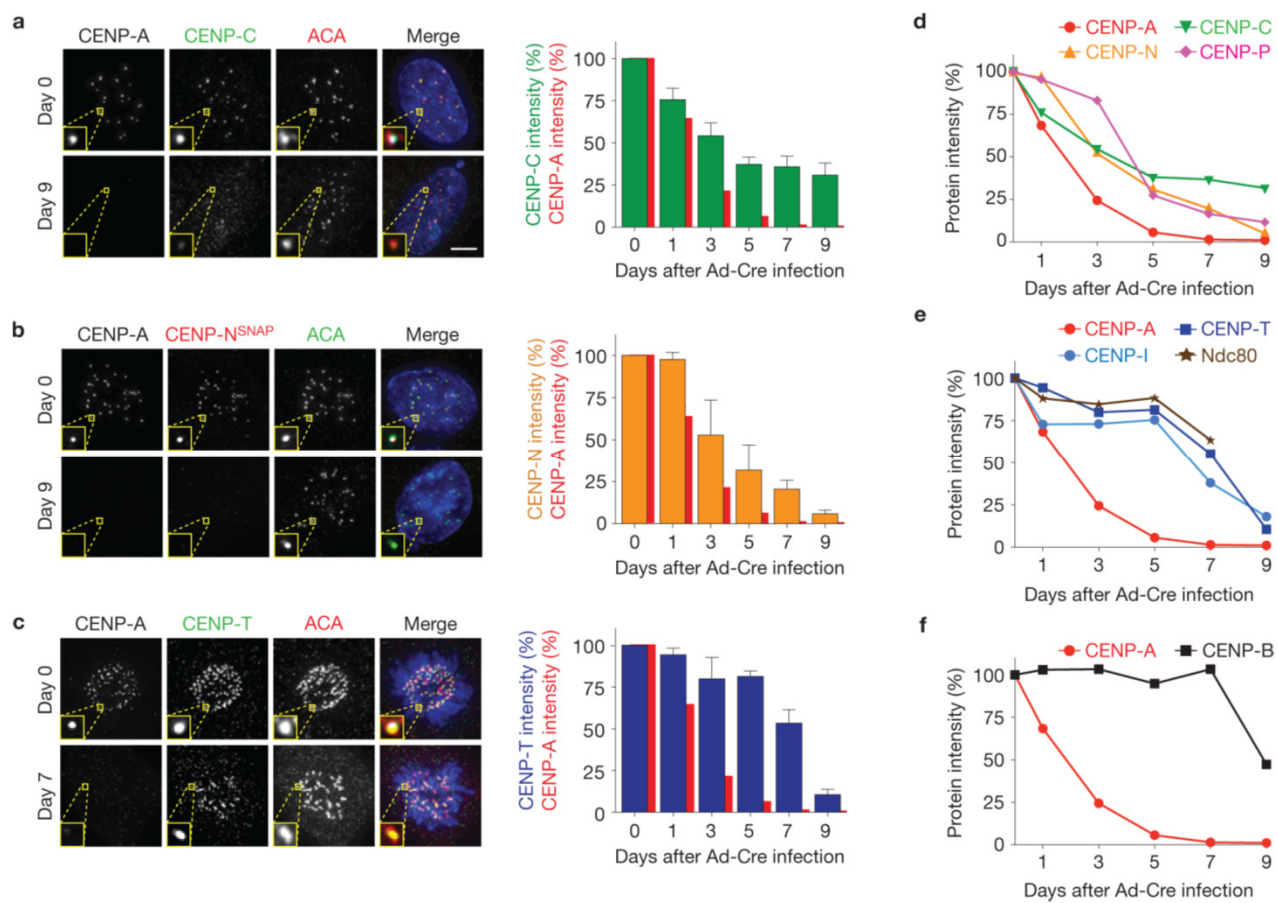 a
CENP-A CENP-C ACA Merge
Day 0
Day 9
CENP-C intensity (%)
CENP-A intensity (%)
100
75
50
25
0
0 1 3 5 7 9
Days after Ad-Cre infection
b
CENP-A CENP-N^SNAP ACA Merge
Day 0
Day 9
CENP-N intensity (%)
CENP-A intensity (%)
100
75
50
25
0
0 1 3 5 7 9
Days after Ad-Cre infection
c
CENP-A CENP-T ACA Merge
Day 0
Day 7
CENP-T intensity (%)
CENP-A intensity (%)
100
75
50
25
0
0 1 3 5 7 9
Days after Ad-Cre infection
d
CENP-A CENP-C
CENP-N CENP-P
Protein intensity (%)
100
75
50
25
0
1 3 5 7 9
Days after Ad-Cre infection
e
CENP-A CENP-T
CENP-I Ndc80
Protein intensity (%)
100
75
50
25
0
1 3 5 7 9
Days after Ad-Cre infection
f
CENP-A CENP-B
Protein intensity (%)
100
75
50
25
0
1 3 5 7 9
Days after Ad-Cre infection